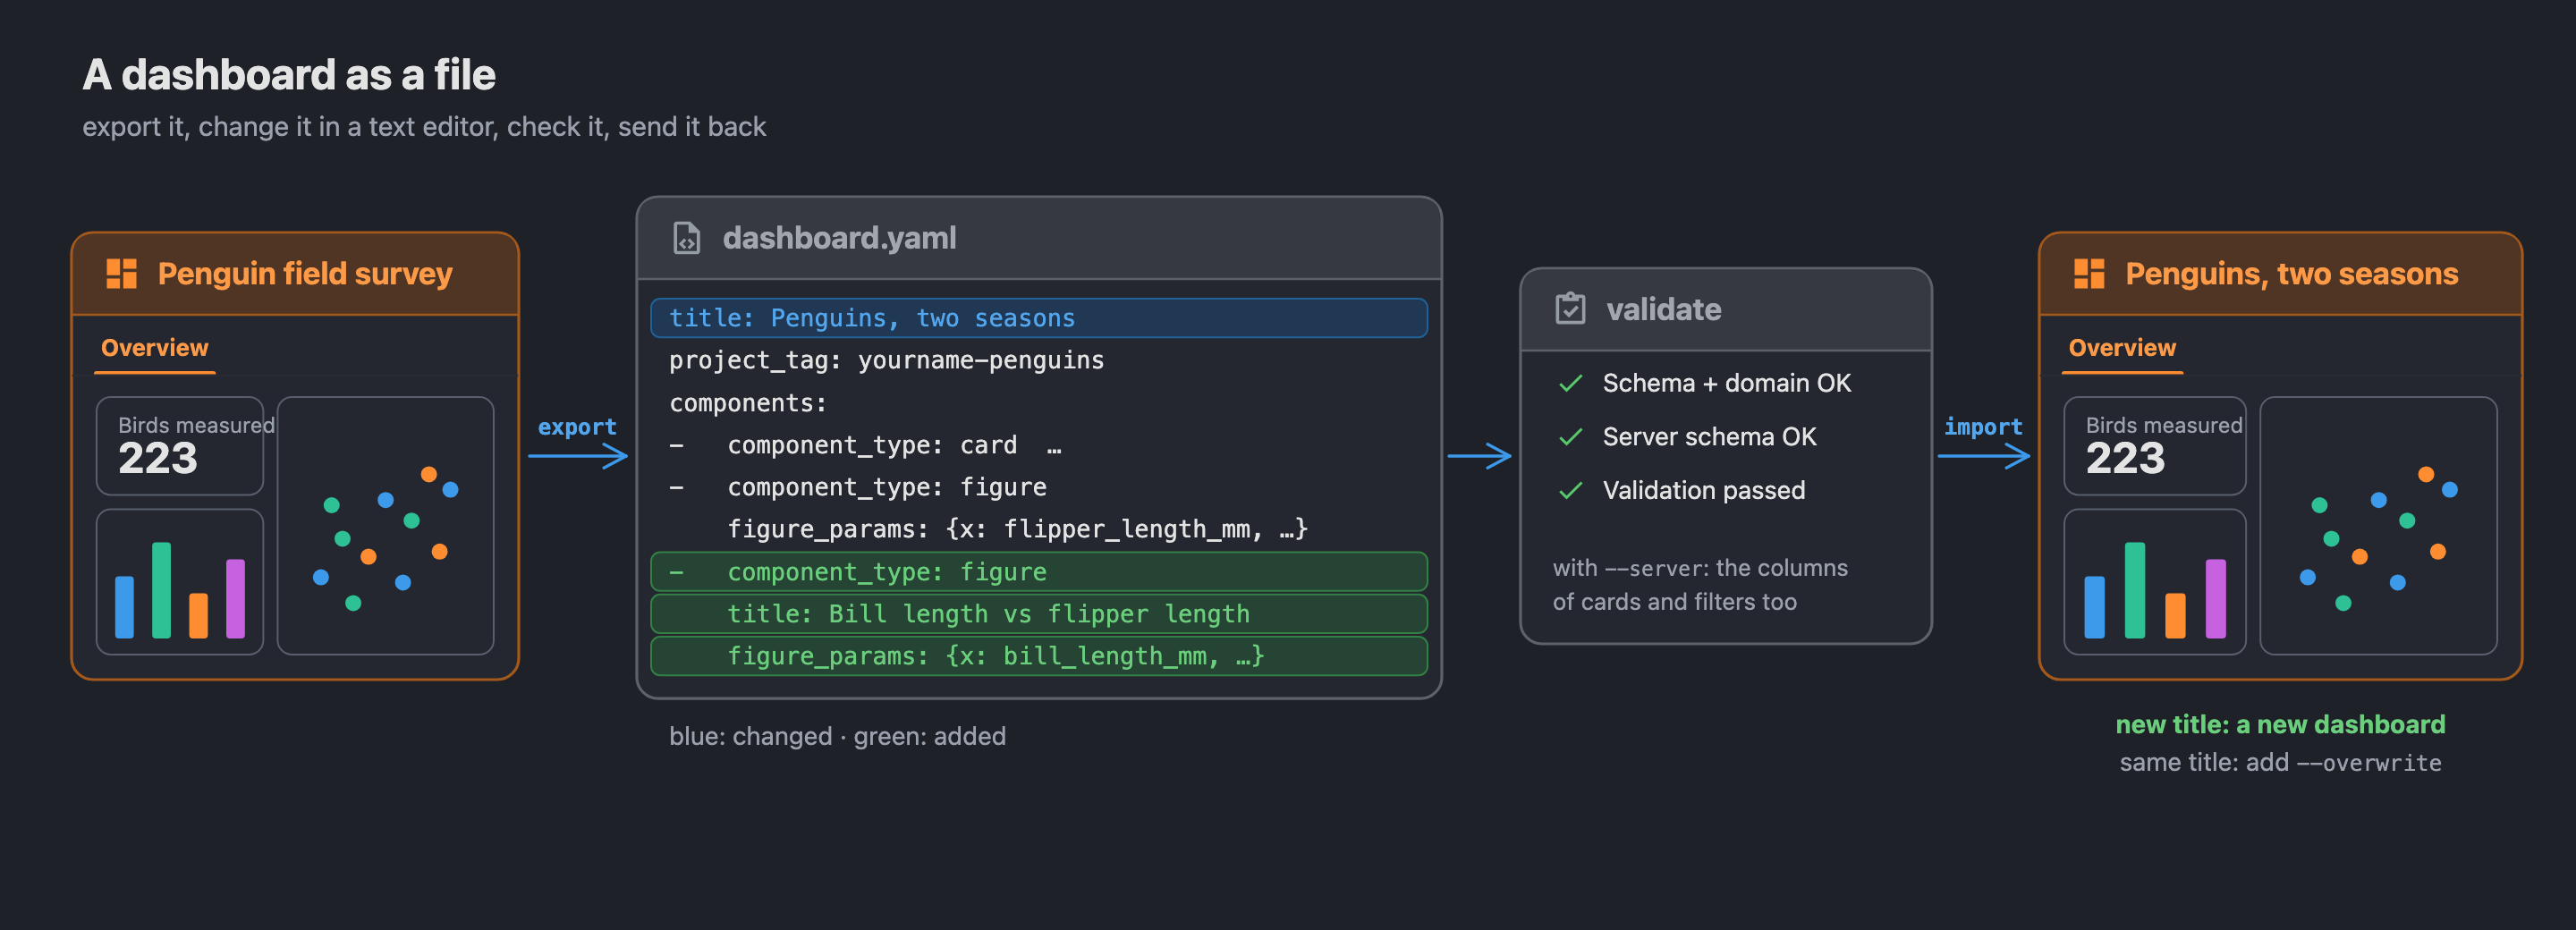 A dashboard as a file
export it, change it in a text editor, check it, send it back
Penguin field survey
Overview
Birds measured
223
export
dashboard.yaml
title: Penguins, two seasons
project_tag: yourname-penguins
components:
-   component_type: card  …
-   component_type: figure
    figure_params: {x: flipper_length_mm, …}
-   component_type: figure
    title: Bill length vs flipper length
    figure_params: {x: bill_length_mm, …}
blue: changed · green: added
validate
Schema + domain OK
Server schema OK
Validation passed
with --server: the columns
of cards and filters too
import
Penguins, two seasons
Overview
Birds measured
223
new title: a new dashboard
same title: add --overwrite